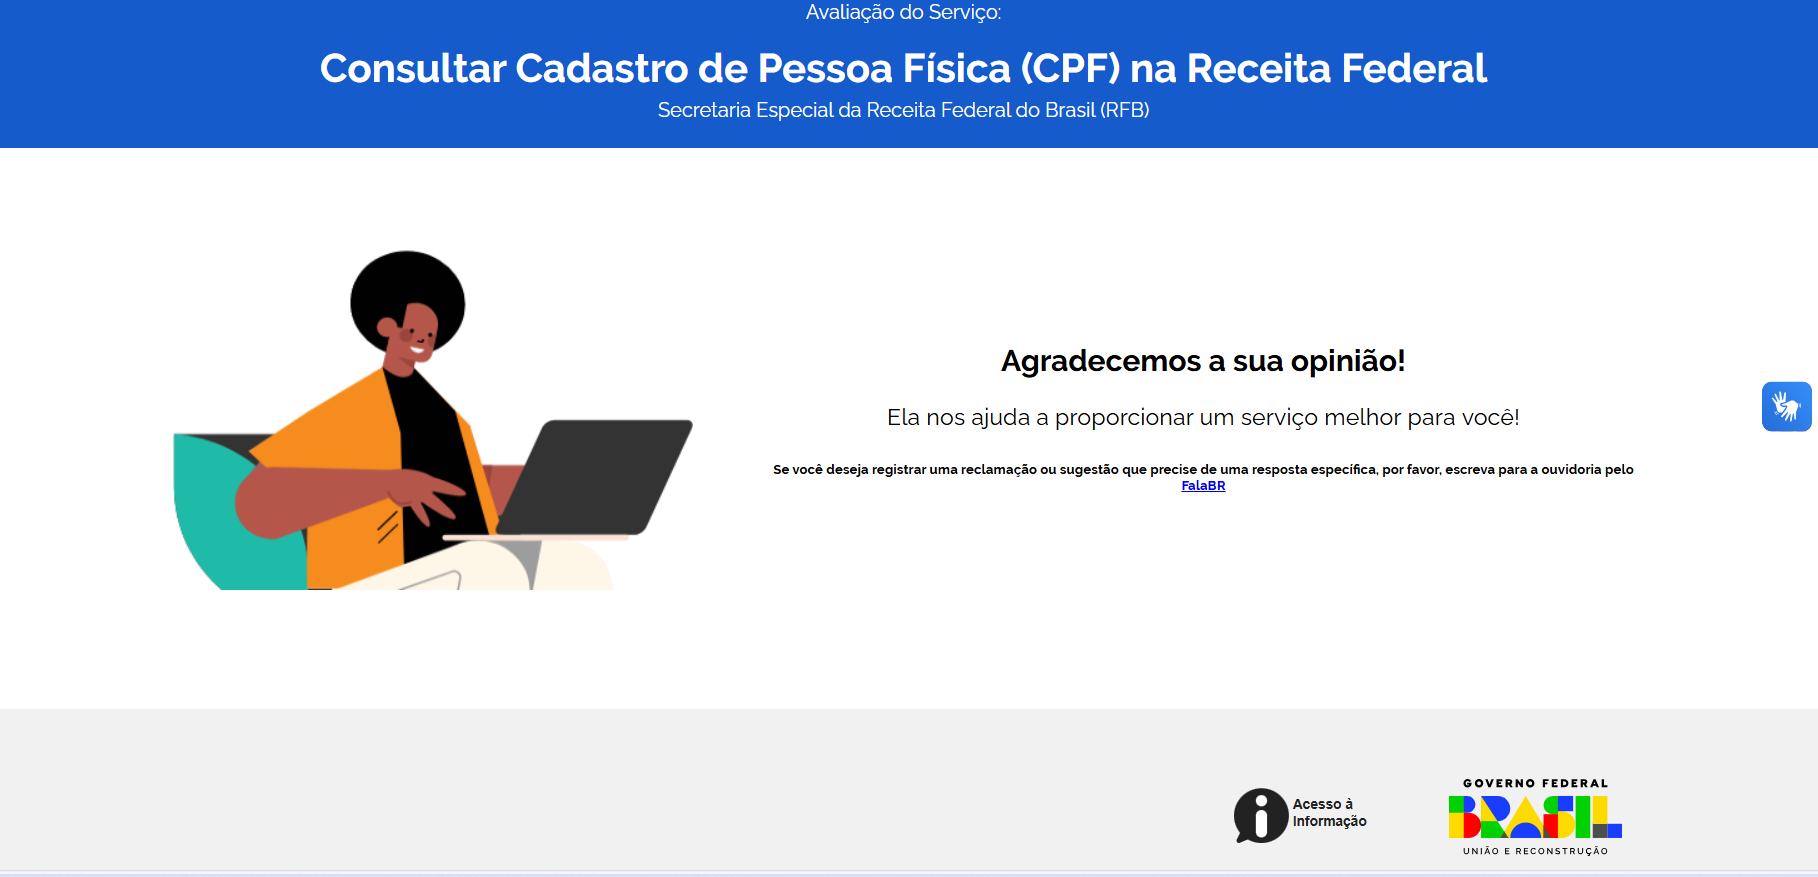 Avaliação do Serviço:
Consultar Cadastro de Pessoa Física (CPF) na Receita Federal
Secretaria Especial da Receita Federal do Brasil (RFB)
Agradecemos a sua opinião!
Ela nos ajuda a proporcionar um serviço melhor para você!
Se você deseja registrar uma reclamação ou sugestão que precise de uma resposta específica, por favor, escreva para a ouvidoria pelo
FalaBR
Acesso à
Informação
GOVERNO FEDERAL
BRASIL
UNIÃO E RECONSTRUÇÃO